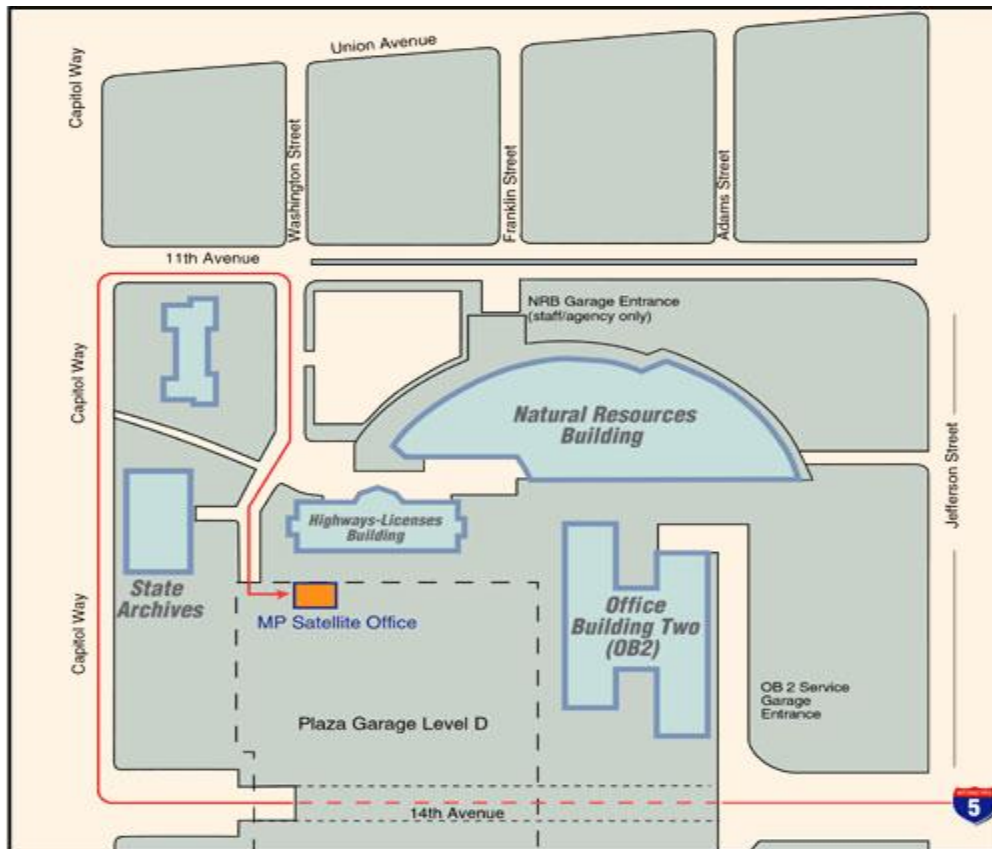 Union Avenue
Capitol Way
Washington Street
Franklin Street
Adams Street
11th Avenue
NRB Garage Entrance
(staff/agency only)
Capitol Way
Natural Resources
Building
Jefferson Street
Highways-Licenses
Building
State
Archives
MP Satellite Office
Office
Building Two
(OB2)
Capitol Way
OB 2 Service
Garage
Entrance
Plaza Garage Level D
14th Avenue
5